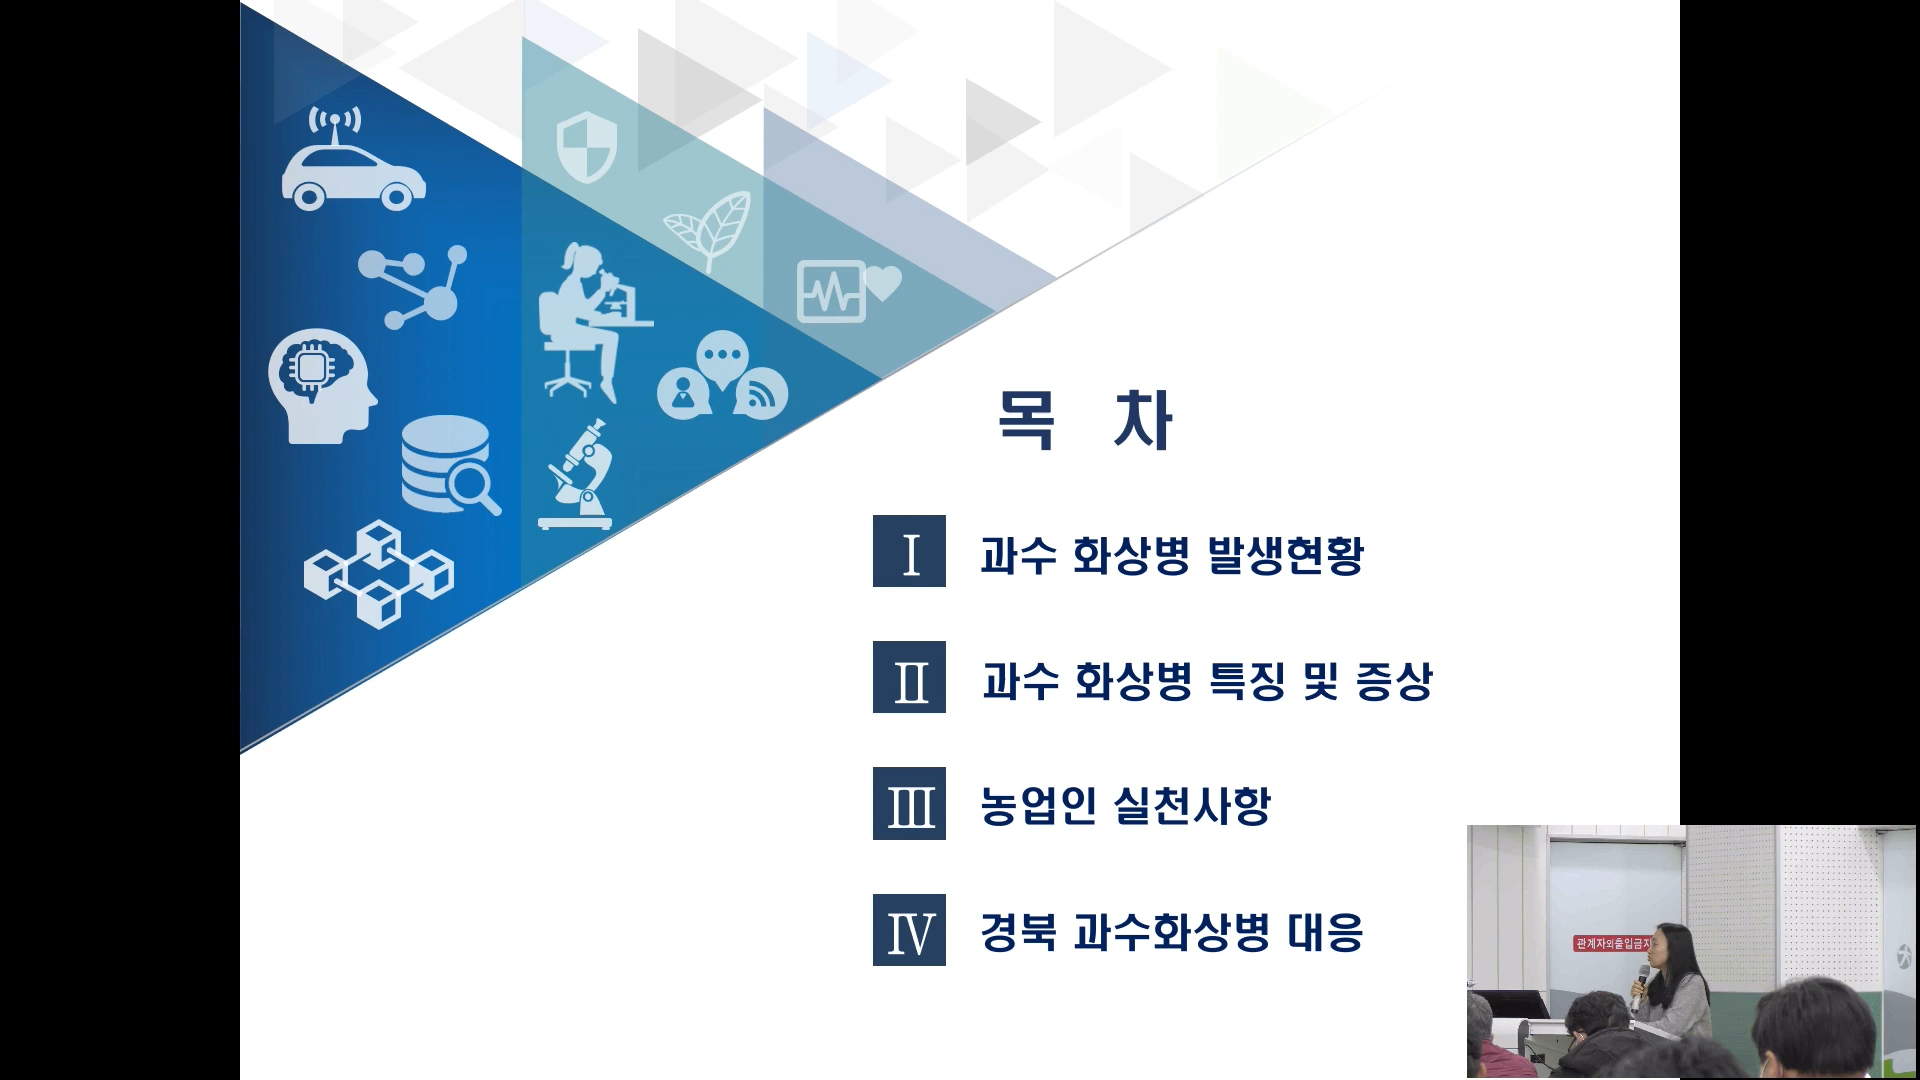 목 차
Ⅰ 과수 화상병 발생현황
Ⅱ 과수 화상병 특징 및 증상
Ⅲ 농업인 실천사항
Ⅳ 경북 과수화상병 대응
관계자외출입금지